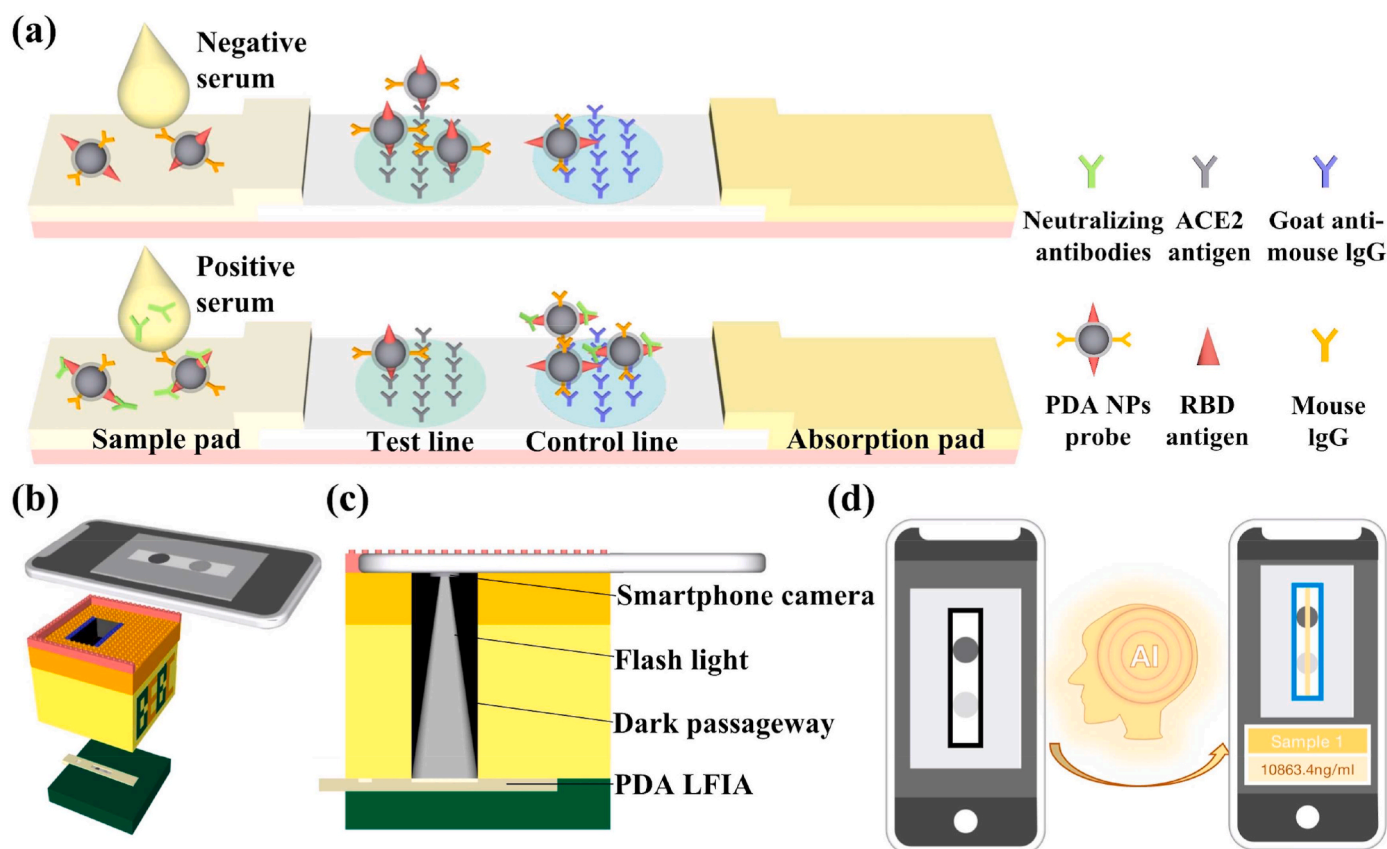 (a)
Negative
serum
Positive
serum
Sample pad
Test line
Control line
Absorption pad
Neutralizing
antibodies
ACE2
antigen
Goat anti-
mouse lgG
PDA NPs
probe
RBD
antigen
Mouse
lgG
(b)
(c)
Smartphone camera
Flash light
Dark passageway
PDA LFIA
(d)
AI
Sample 1
10863.4ng/ml